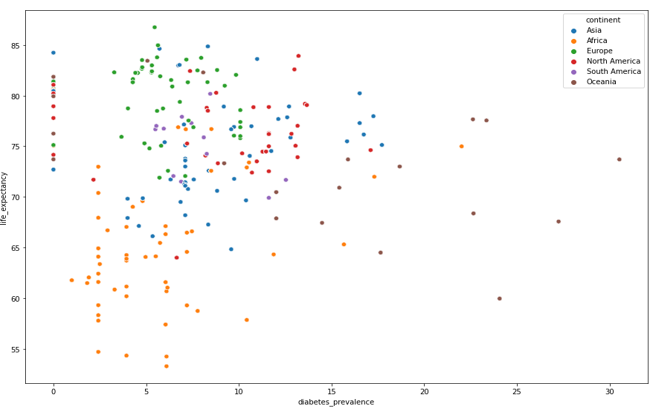 continent
Asia
Africa
Europe
North America
South America
Oceania
life_expectancy
85
80
75
70
65
60
55
0
5
10
15
20
25
30
diabetes_prevalence